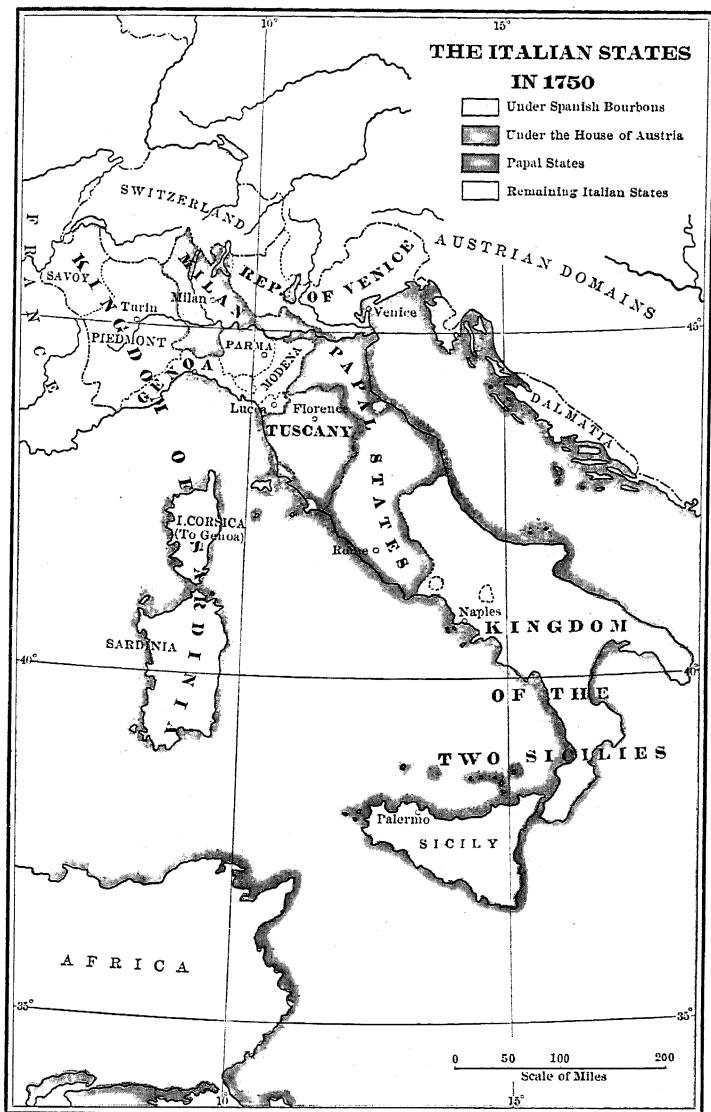 10°
15°
THE ITALIAN STATES
IN 1750
Under Spanish Bourbons
Under the House of Austria
Papal States
Remaining Italian States
SWITZERLAND
FRANCE
SAVOY
KINGDOM OF SARDINIA
MILAN
Milan
REP. OF VENICE
Venice
AUSTRIAN DOMAINS
45°
Turin
PIEDMONT
PARMA
MODENA
GENOA
PAPAL STATES
Lucca
Florence
TUSCANY
DALMATIA
I. CORSICA
(To Genoa)
Rome
Naples
KINGDOM
OF THE
TWO SICILIES
SARDINIA
40°
40°
Palermo
SICILY
AFRICA
35°
35°
0 50 100 200
Scale of Miles
10°
15°